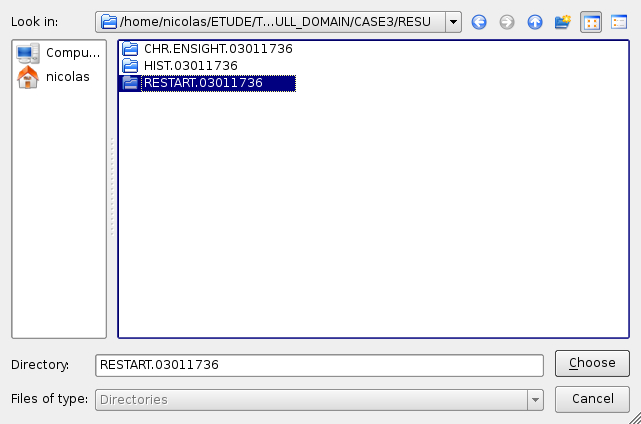 Look in: /home/nicolas/ETUDE/T...ULL_DOMAIN/CASE3/RESU
Compu...
nicolas
CHR.ENSIGHT.03011736
HIST.03011736
RESTART.03011736
Directory: RESTART.03011736 Choose
Files of type: Directories Cancel